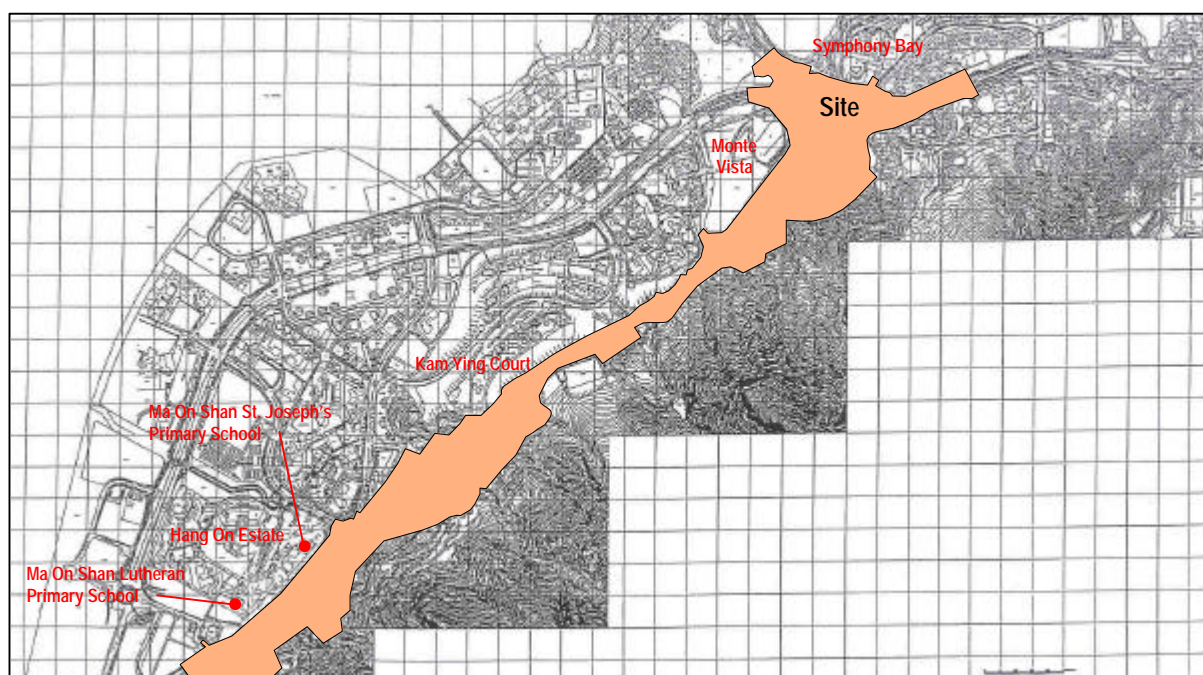 Symphony Bay
Site
Monte
Vista
Kam Ying Court
Ma On Shan St. Joseph's
Primary School
Hang On Estate
Ma On Shan Lutheran
Primary School